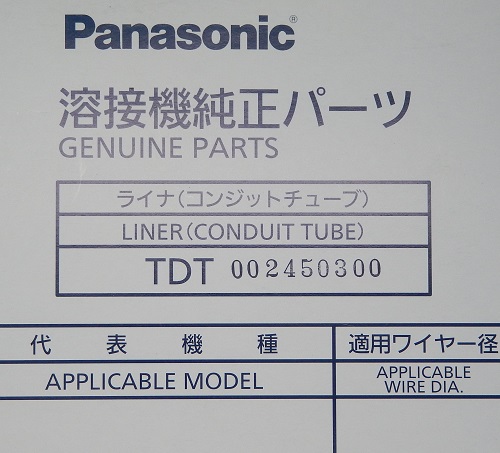 Panasonic®
溶接機純正パーツ
GENUINE PARTS
ライナ(コンジットチューブ)
LINER(CONDUIT TUBE)
TDT 002450300
代表機種 適用ワイヤー径
APPLICABLE MODEL APPLICABLE
WIRE DIA.